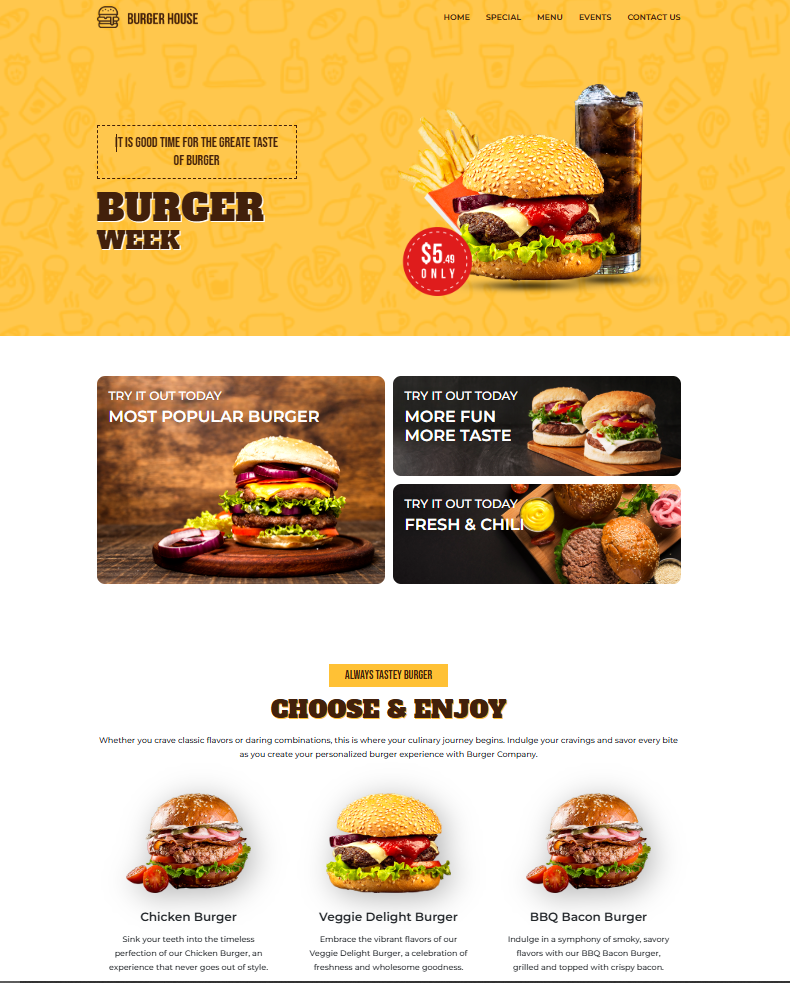 BURGER HOUSE
HOME SPECIAL MENU EVENTS CONTACT US
IT IS GOOD TIME FOR THE GREATE TASTE
OF BURGER
BURGER
WEEK
$5.49
ONLY
TRY IT OUT TODAY
MOST POPULAR BURGER
TRY IT OUT TODAY
MORE FUN
MORE TASTE
TRY IT OUT TODAY
FRESH & CHILI
ALWAYS TASTEY BURGER
CHOOSE & ENJOY
Whether you crave classic flavors or daring combinations, this is where your culinary journey begins. Indulge your cravings and savor every bite
as you create your personalized burger experience with Burger Company.
Chicken Burger
Sink your teeth into the timeless
perfection of our Chicken Burger, an
experience that never goes out of style.
Veggie Delight Burger
Embrace the vibrant flavors of our
Veggie Delight Burger, a celebration of
freshness and wholesome goodness.
BBQ Bacon Burger
Indulge in a symphony of smoky, savory
flavors with our BBQ Bacon Burger,
grilled and topped with crispy bacon.